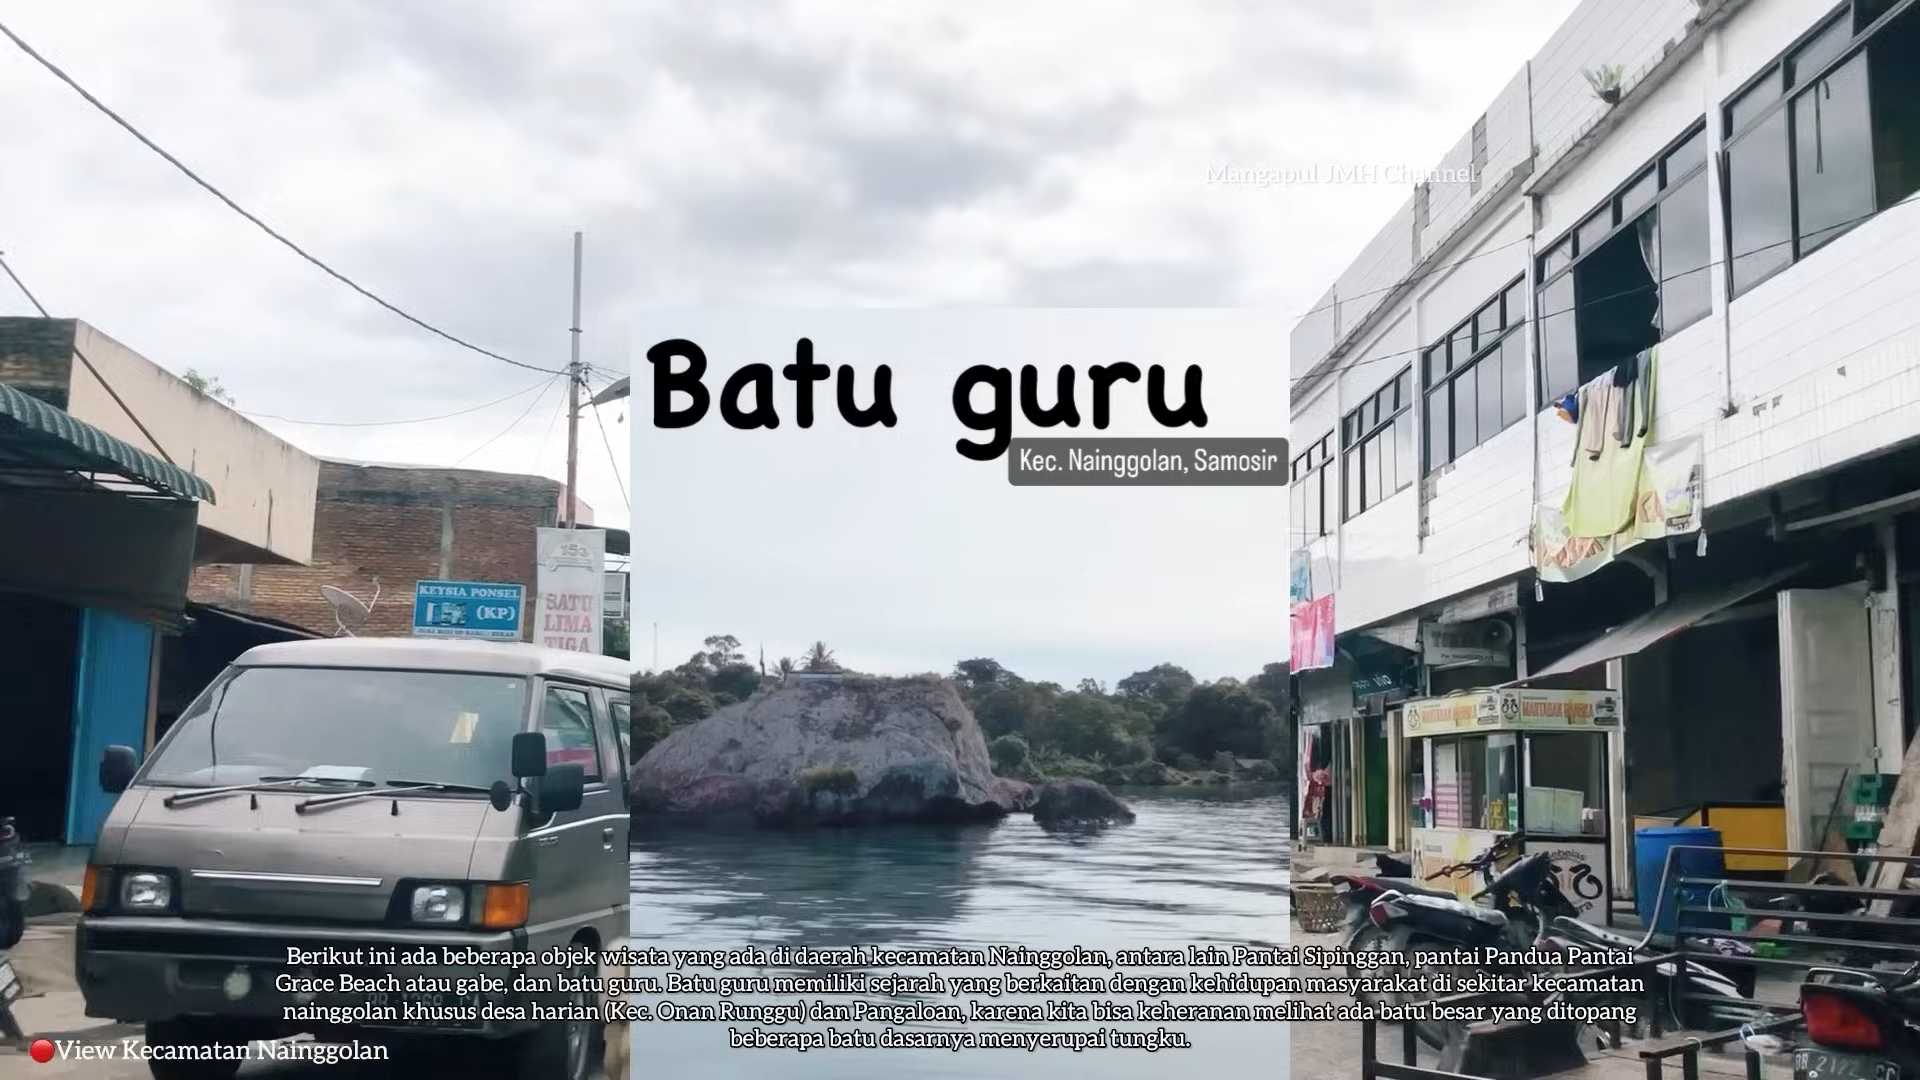 Mangapul JMH Channel
Batu guru
Kec. Nainggolan, Samosir
KEYSIA PONSEL
(KP)
SATU
LIMA
TIGA
Berikut ini ada beberapa objek wisata yang ada di daerah kecamatan Nainggolan, antara lain Pantai Sipinggan, pantai Pandua Pantai
Grace Beach atau gabe, dan batu guru. Batu guru memiliki sejarah yang berkaitan dengan kehidupan masyarakat di sekitar kecamatan
nainggolan khusus desa harian (Kec. Onan Runggu) dan Pangaloan, karena kita bisa keheranan melihat ada batu besar yang ditopang
beberapa batu dasarnya menyerupai tungku.
View Kecamatan Nainggolan